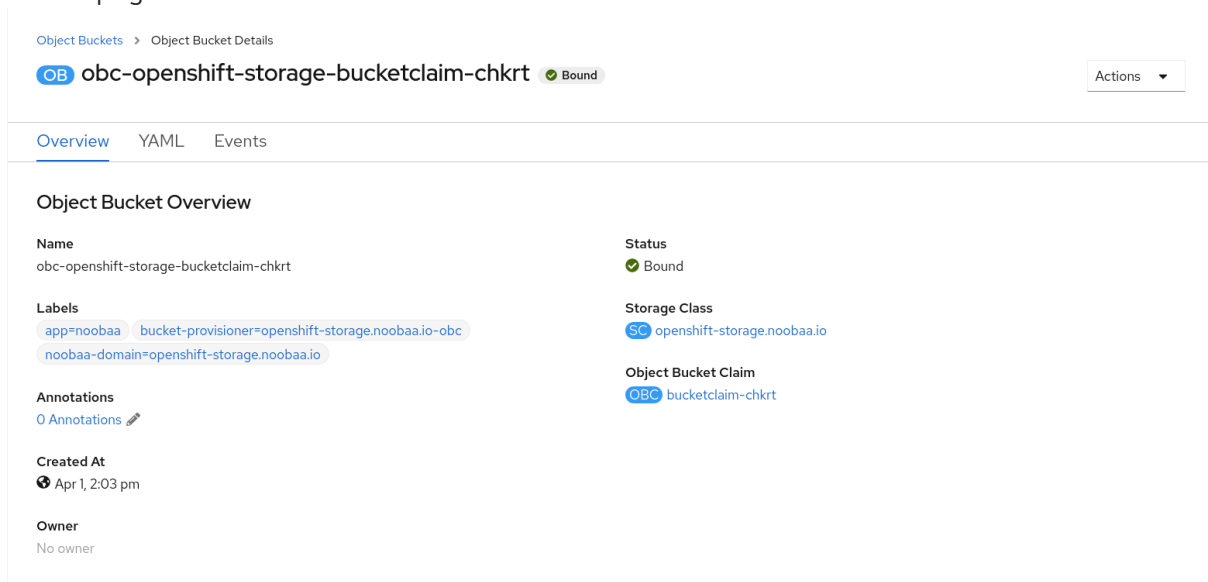 Object Buckets > Object Bucket Details
OB obc-openshift-storage-bucketclaim-chkrt Bound
Actions
Overview YAML Events
Object Bucket Overview
Name
obc-openshift-storage-bucketclaim-chkrt
Labels
app=noobaa bucket-provisioner=openshift-storage.noobaa.io-obc
noobaa-domain=openshift-storage.noobaa.io
Annotations
0 Annotations
Created At
Apr 1, 2:03 pm
Owner
No owner
Status
Bound
Storage Class
SC openshift-storage.noobaa.io
Object Bucket Claim
OBC bucketclaim-chkrt